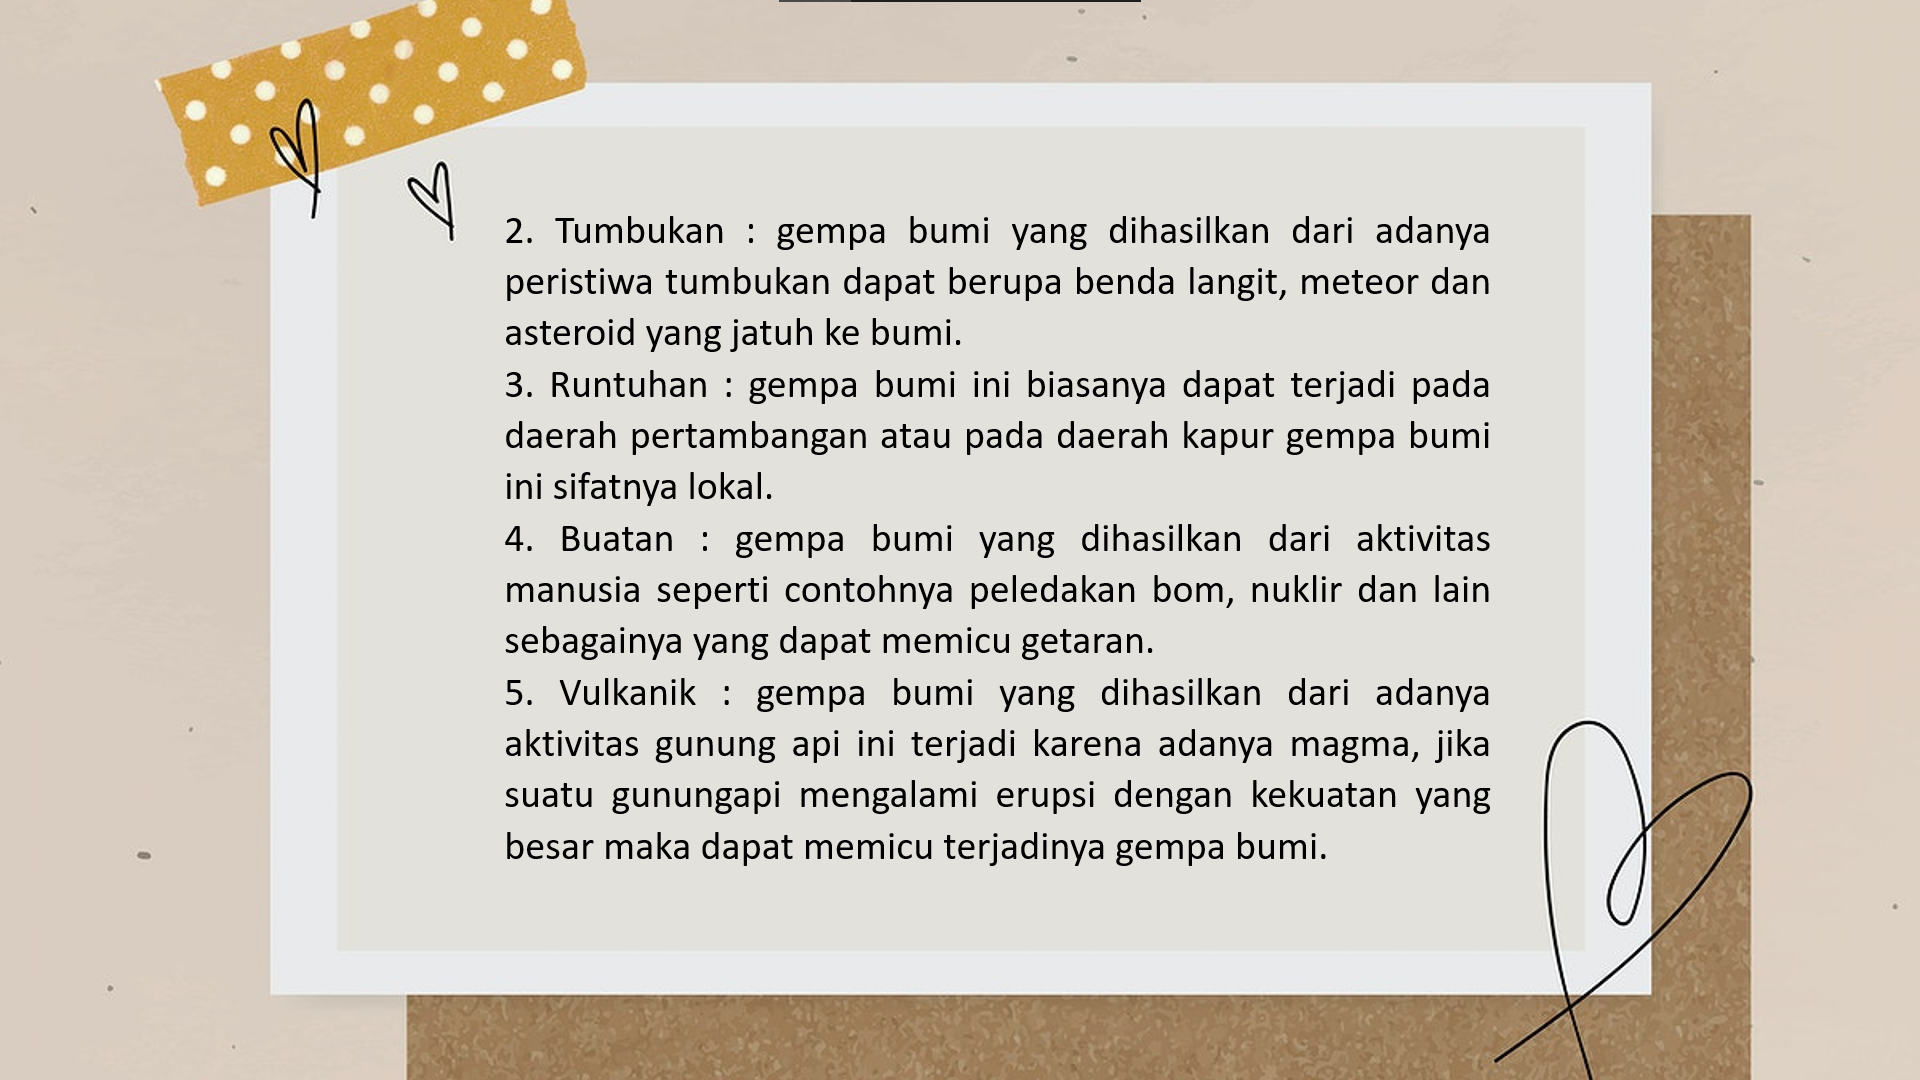 2. Tumbukan : gempa bumi yang dihasilkan dari adanya
peristiwa tumbukan dapat berupa benda langit, meteor dan
asteroid yang jatuh ke bumi.
3. Runtuhan : gempa bumi ini biasanya dapat terjadi pada
daerah pertambangan atau pada daerah kapur gempa bumi
ini sifatnya lokal.
4. Buatan : gempa bumi yang dihasilkan dari aktivitas
manusia seperti contohnya peledakan bom, nuklir dan lain
sebagainya yang dapat memicu getaran.
5. Vulkanik : gempa bumi yang dihasilkan dari adanya
aktivitas gunung api ini terjadi karena adanya magma, jika
suatu gunungapi mengalami erupsi dengan kekuatan yang
besar maka dapat memicu terjadinya gempa bumi.